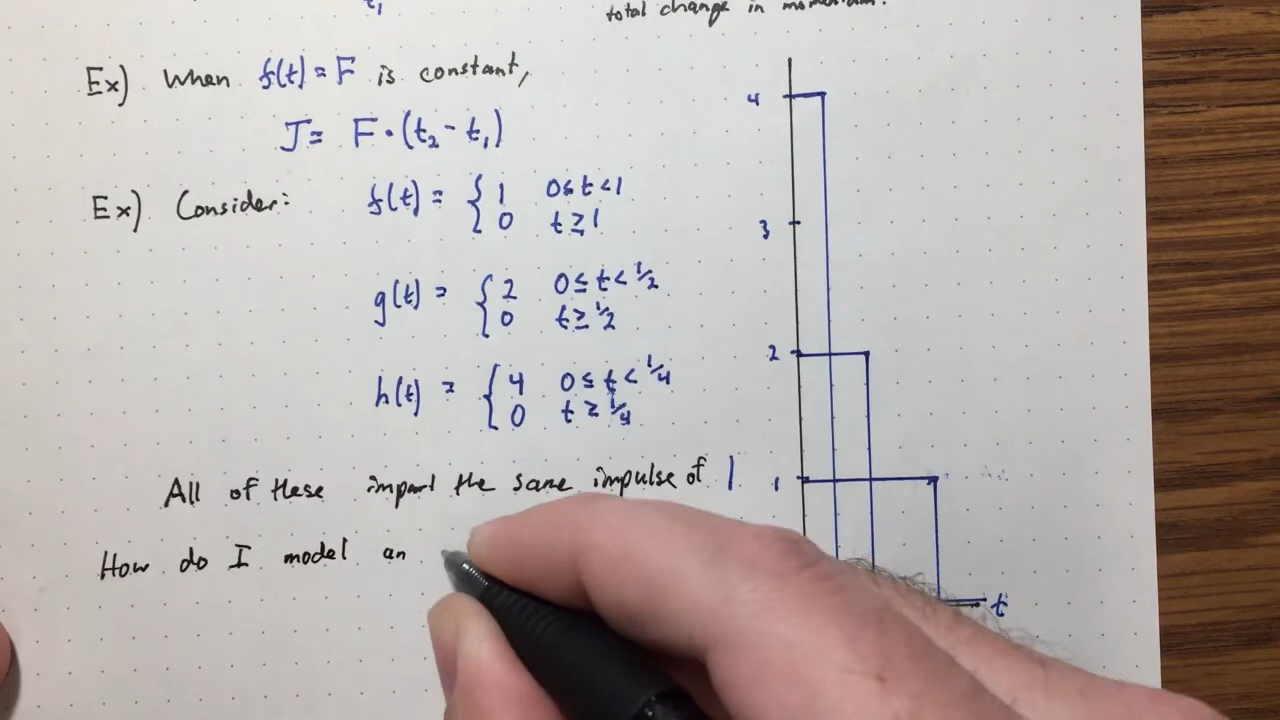 t₁
total change in momentum.
Ex) When f(t) = F is constant,
J = F · (t₂ - t₁)
Ex) Consider: f(t) = { 1 0 ≤ t < 1
0 t ≥ 1
g(t) = { 2 0 ≤ t < 1/2
0 t ≥ 1/2
h(t) = { 4 0 ≤ t < 1/4
0 t ≥ 1/4
All of these impart the same impulse of 1
How do I model an
4
3
2
1
t